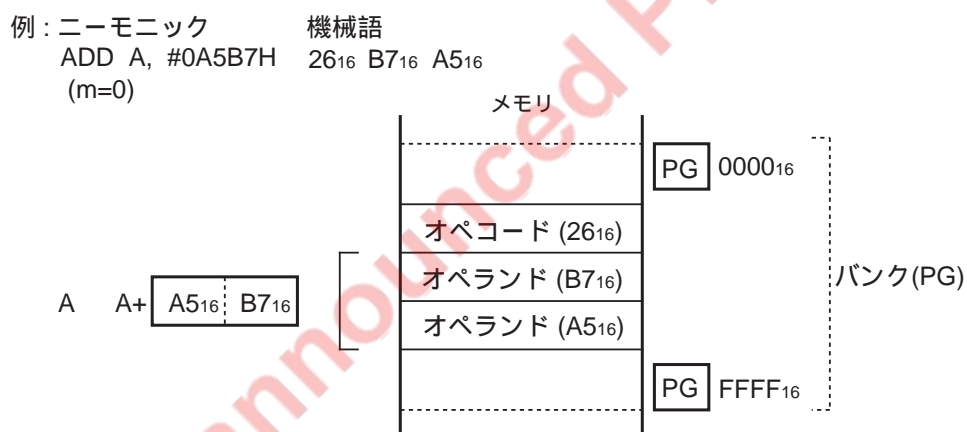 例 : ニーモニック 機械語
ADD A, #0A5B7H 26₁₆ B7₁₆ A5₁₆
(m=0)
メモリ
PG 0000₁₆
オペコード (26₁₆)
オペランド (B7₁₆)
バンク(PG)
A A+ A5₁₆ B7₁₆
オペランド (A5₁₆)
PG FFFF₁₆
nnounced P